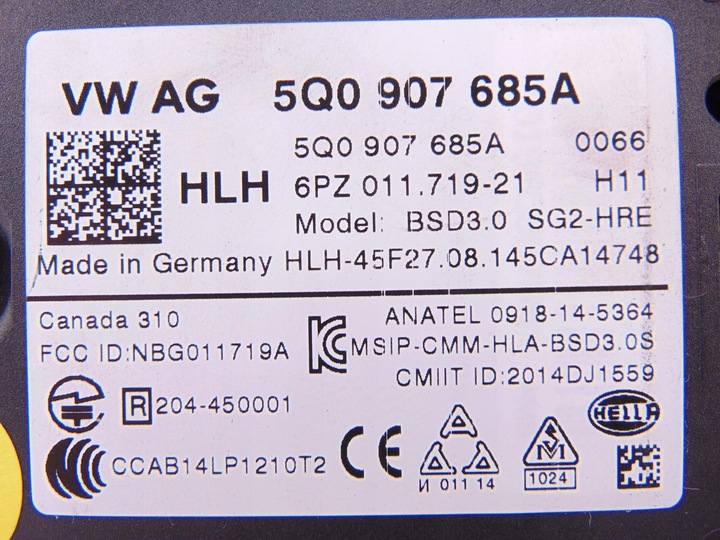 VW AG 5Q0 907 685A
5Q0 907 685A 0066
HLH 6PZ 011.719-21 H11
Model: BSD3.0 SG2-HRE
Made in Germany HLH-45F27.08.145CA14748
Canada 310 ANATEL 0918-14-5364
FCC ID:NBG011719A MSIP-CMM-HLA-BSD3.0S
CMIIT ID:2014DJ1559
R 204-450001 HELLA
CCAB14LP1210T2 CE
И 011 14 1024